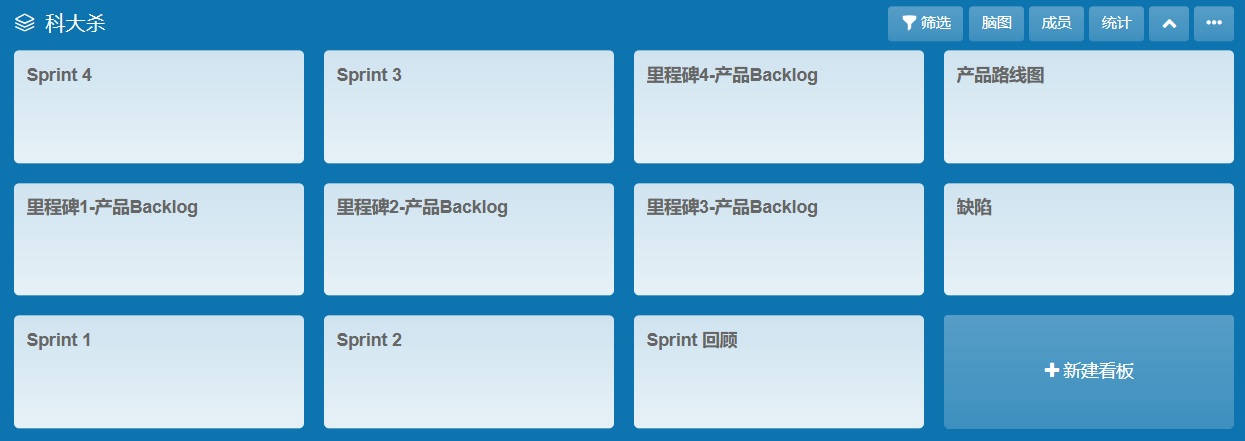 科大杀
筛选 脑图 成员 统计
Sprint 4
Sprint 3
里程碑4-产品Backlog
产品路线图
里程碑1-产品Backlog
里程碑2-产品Backlog
里程碑3-产品Backlog
缺陷
Sprint 1
Sprint 2
Sprint 回顾
新建看板